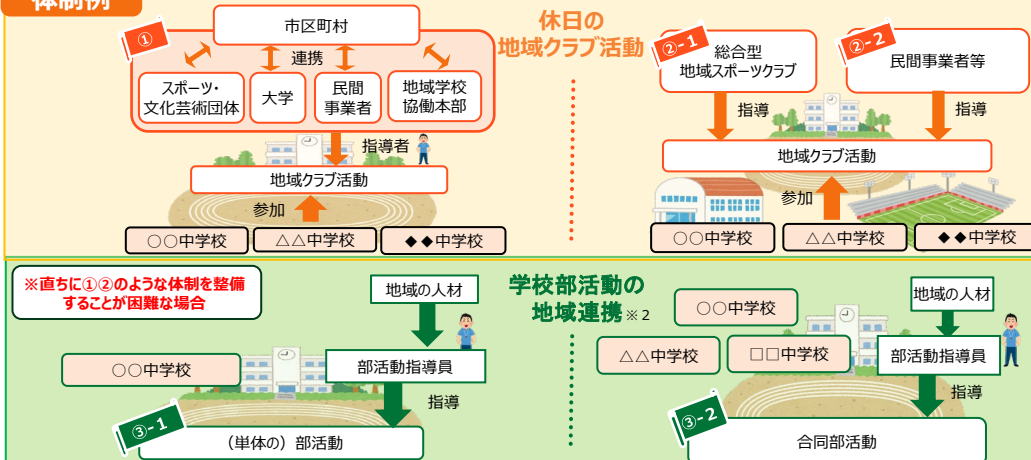 体制例
休日の
地域クラブ活動
①
市区町村
連携
スポーツ・
文化芸術団体
大学
民間
事業者
地域学校
協働本部
指導者
地域クラブ活動
参加
○○中学校
△△中学校
◆◆中学校
②-1
総合型
地域スポーツクラブ
②-2
民間事業者等
指導
指導
地域クラブ活動
参加
○○中学校
△△中学校
◆◆中学校
※直ちに①②のような体制を整備
することが困難な場合
学校部活動の
地域連携※2
地域の人材
○○中学校
部活動指導員
指導
③-1
(単体の)部活動
地域の人材
○○中学校
△△中学校
□□中学校
部活動指導員
指導
③-2
合同部活動